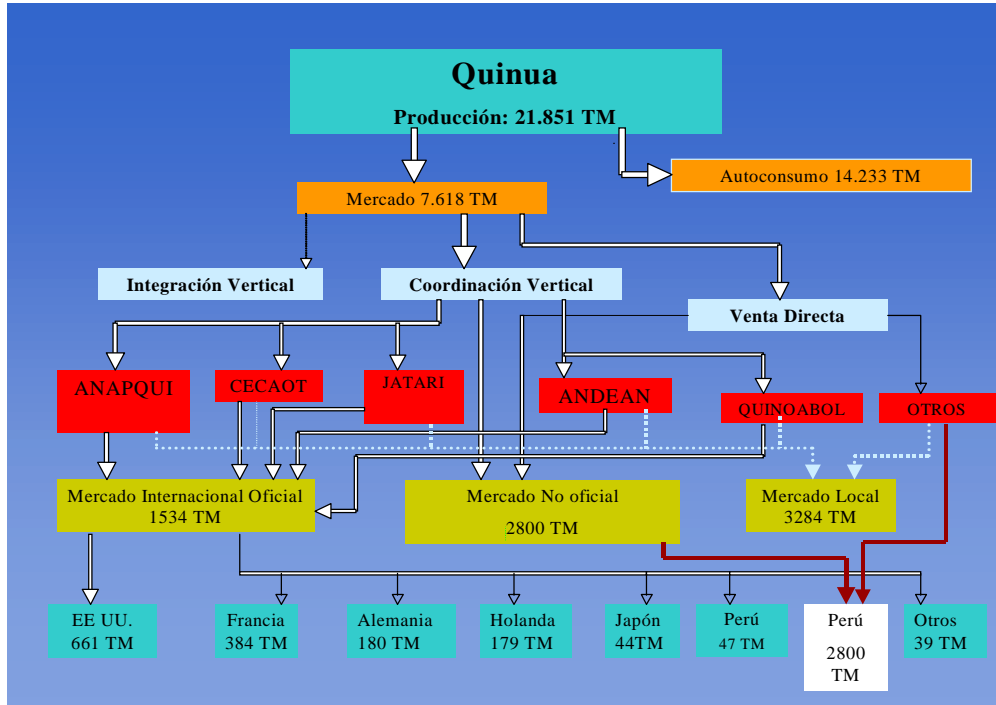 Quinua
Producción: 21.851 TM
Autoconsumo 14.233 TM
Mercado 7.618 TM
Integración Vertical
Coordinación Vertical
Venta Directa
ANAPQUI
CECAOT
JATARI
ANDEAN
QUINOABOL
OTROS
Mercado Internacional Oficial
1534 TM
Mercado No oficial
2800 TM
Mercado Local
3284 TM
EE UU.
661 TM
Francia
384 TM
Alemania
180 TM
Holanda
179 TM
Japón
44TM
Perú
47 TM
Perú
2800
TM
Otros
39 TM